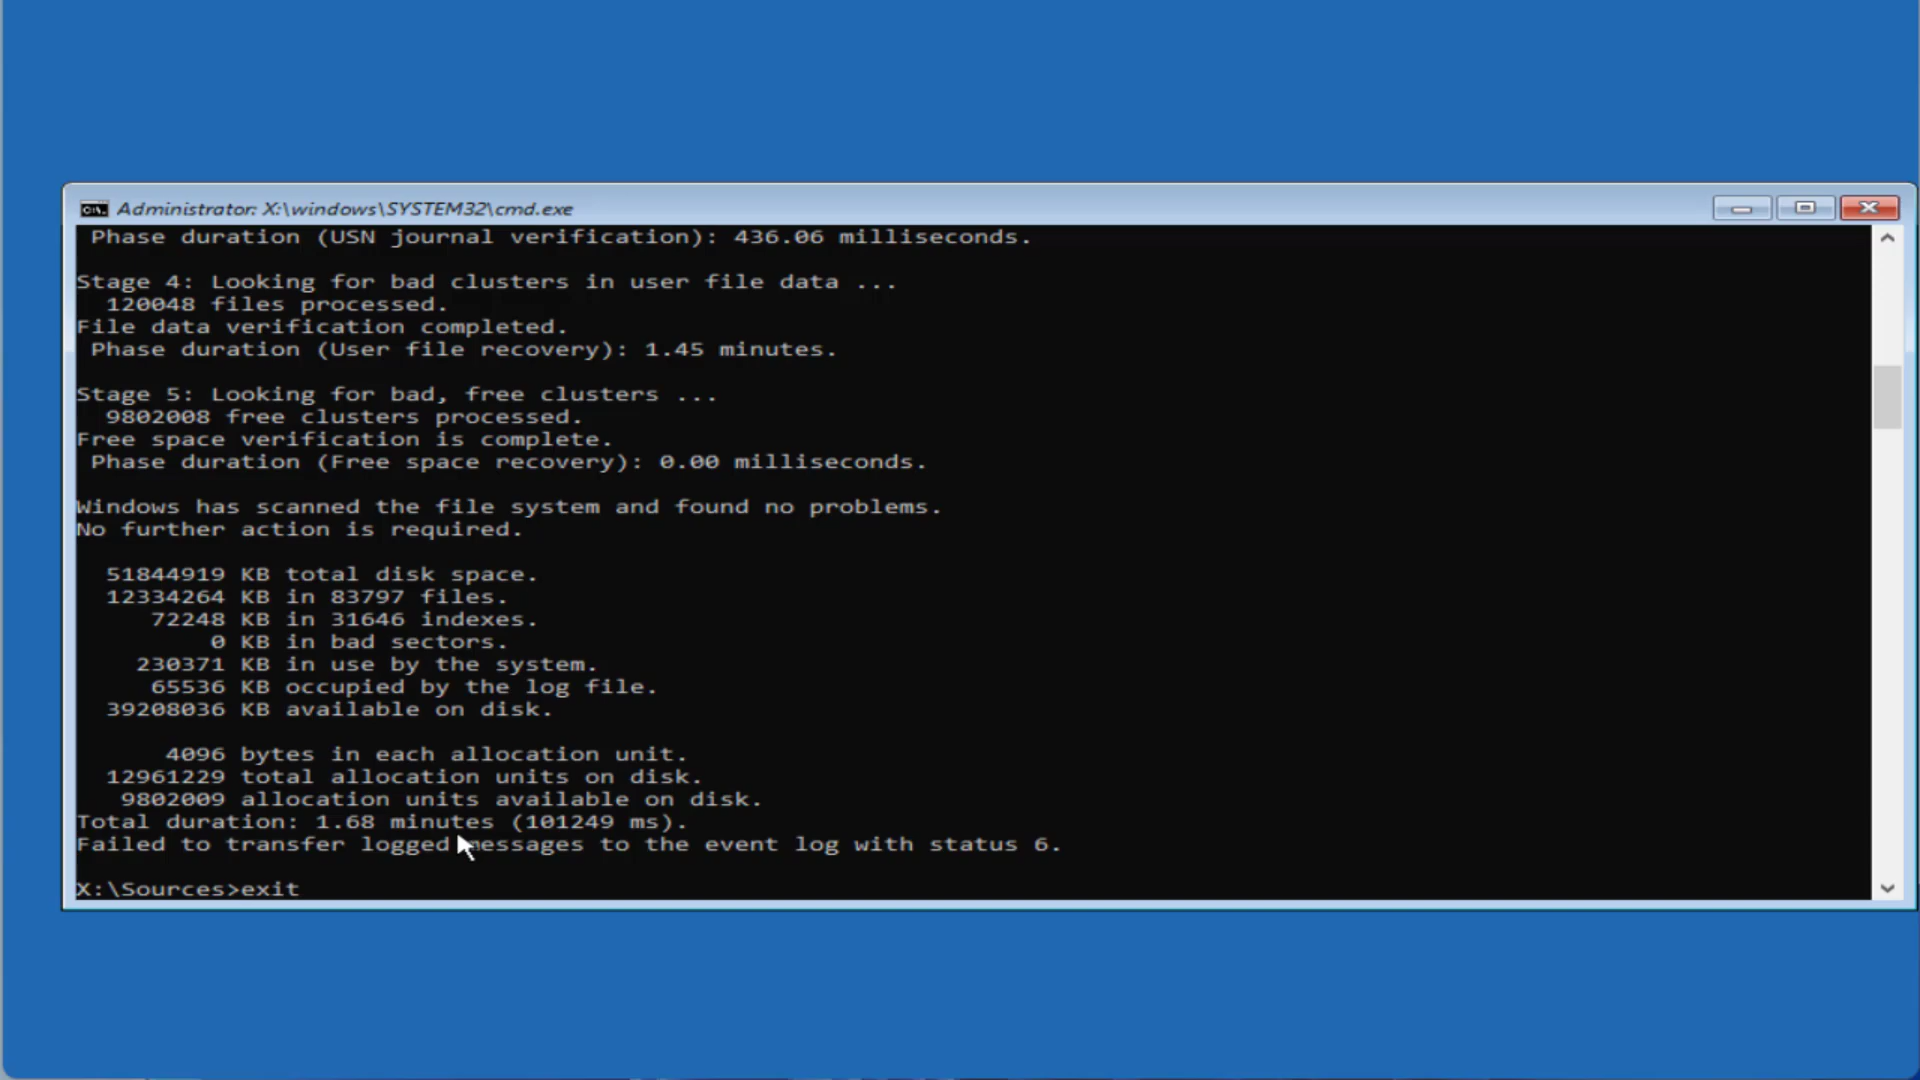 Administrator: X:\windows\SYSTEM32\cmd.exe
Phase duration (USN journal verification): 436.06 milliseconds.
Stage 4: Looking for bad clusters in user file data ...
120048 files processed.
File data verification completed.
Phase duration (User file recovery): 1.45 minutes.
Stage 5: Looking for bad, free clusters ...
9802008 free clusters processed.
Free space verification is complete.
Phase duration (Free space recovery): 0.00 milliseconds.
Windows has scanned the file system and found no problems.
No further action is required.
51844919 KB total disk space.
12334264 KB in 83797 files.
72248 KB in 31646 indexes.
0 KB in bad sectors.
230371 KB in use by the system.
65536 KB occupied by the log file.
39208036 KB available on disk.
4096 bytes in each allocation unit.
12961229 total allocation units on disk.
9802009 allocation units available on disk.
Total duration: 1.68 minutes (101249 ms).
Failed to transfer logged messages to the event log with status 6.
X:\Sources>exit